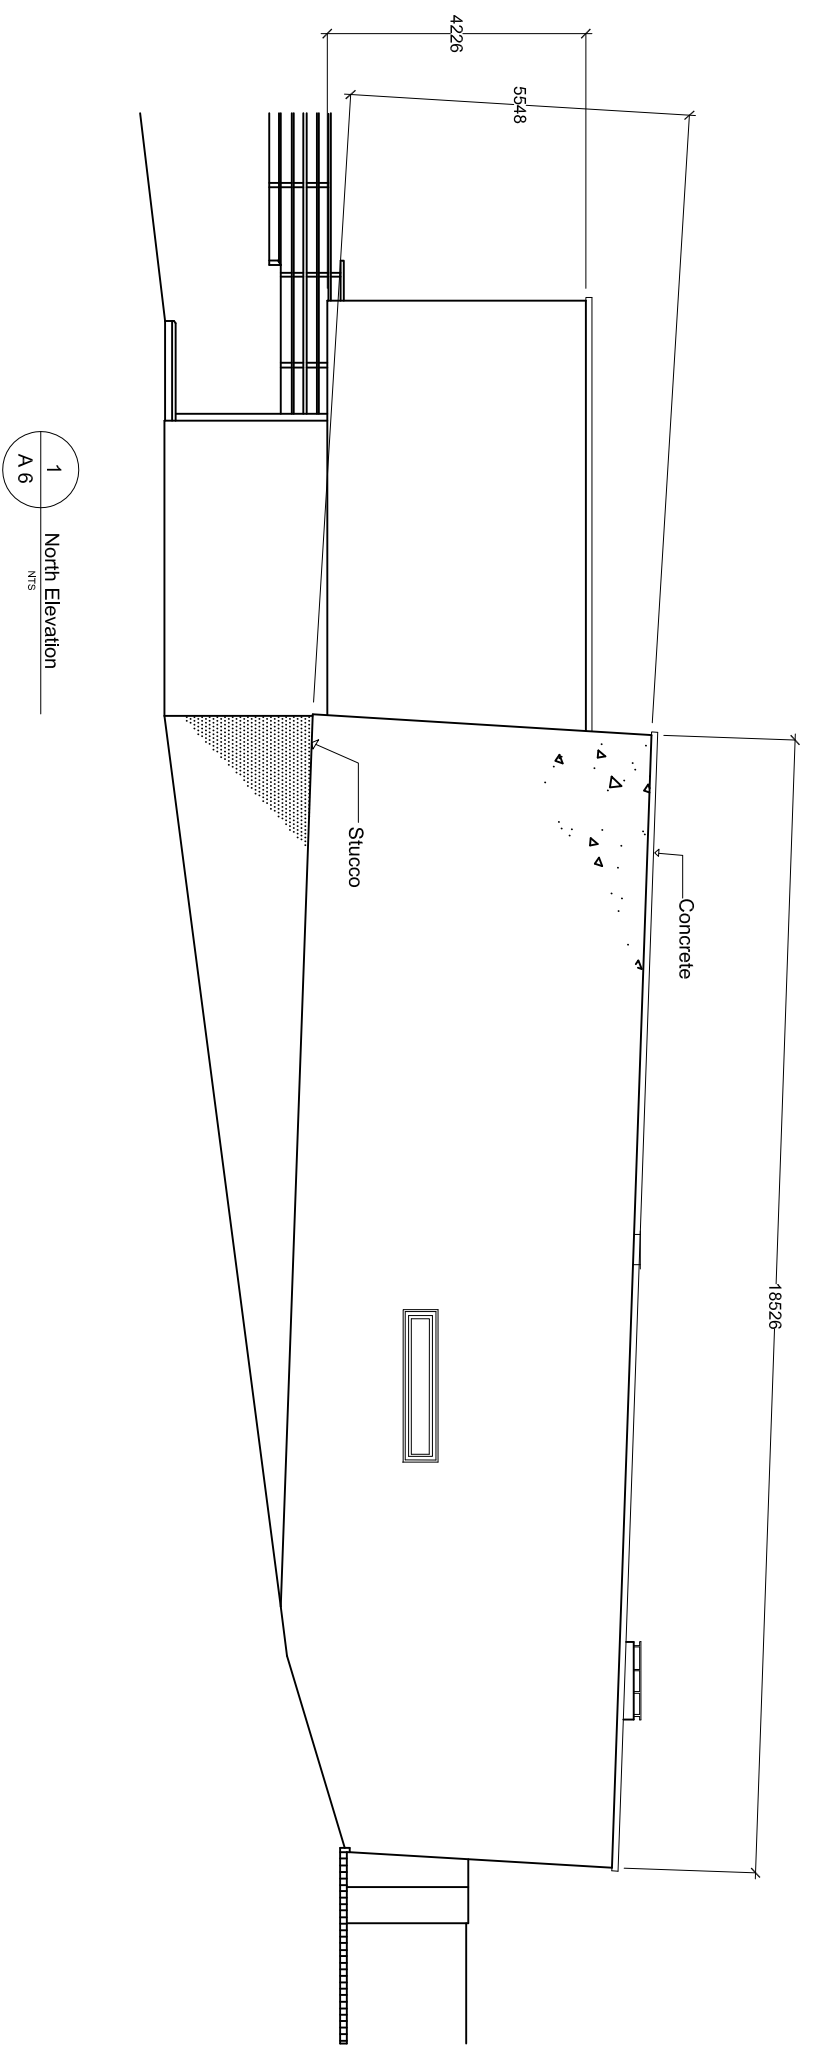 4226
5548
18526
Concrete
Stucco
1
A 6
North Elevation
NTS